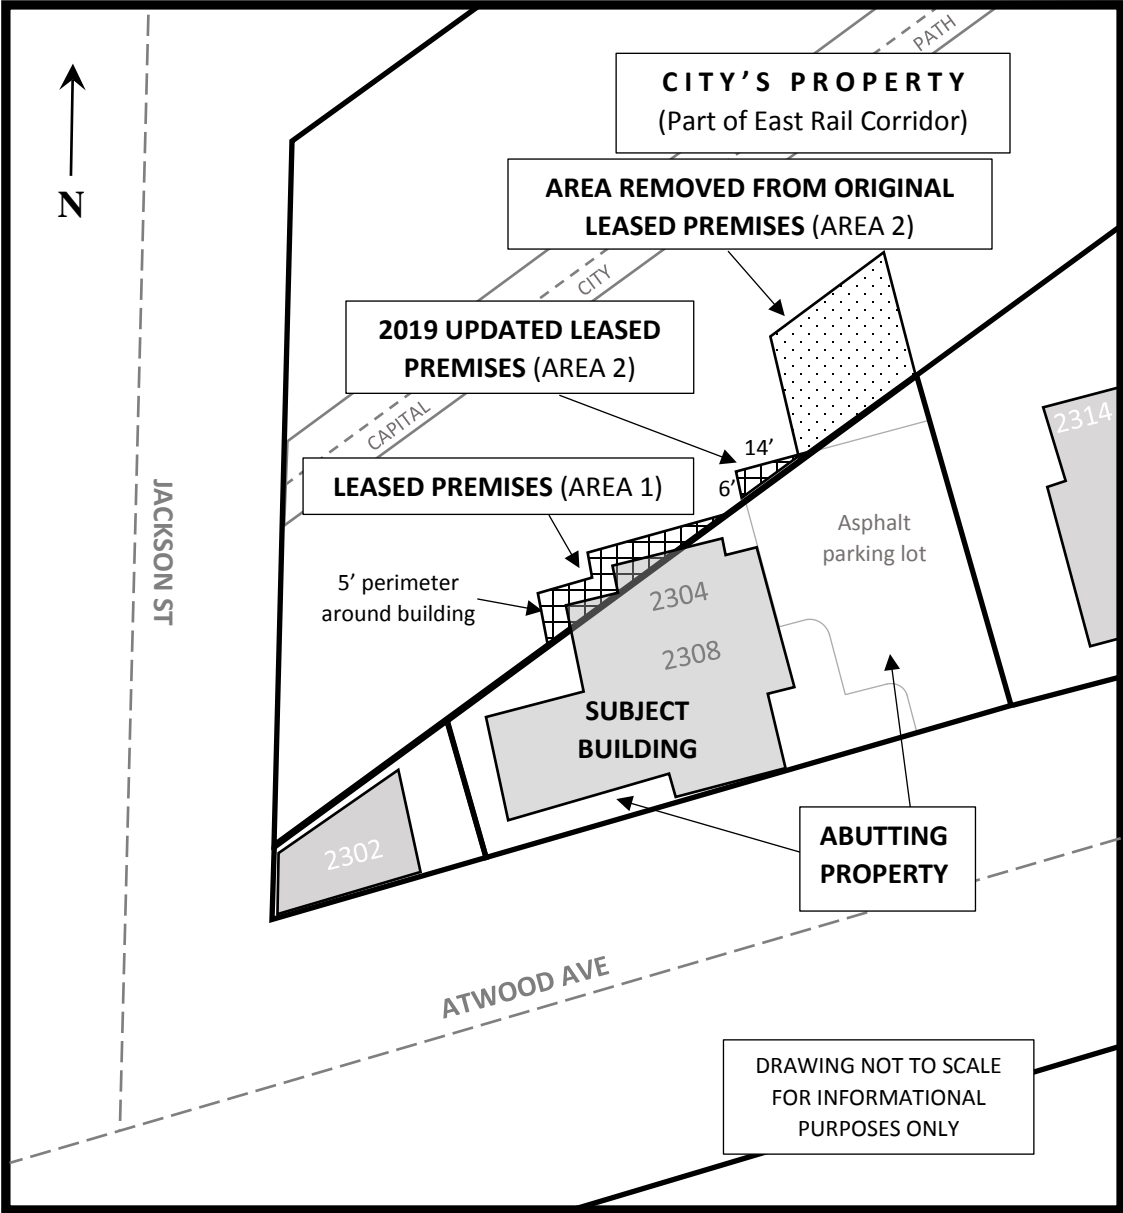 PATH
CITY'S PROPERTY
(Part of East Rail Corridor)
AREA REMOVED FROM ORIGINAL
LEASED PREMISES (AREA 2)
N
CITY
2019 UPDATED LEASED
PREMISES (AREA 2)
CAPITAL
2314
14'
6'
LEASED PREMISES (AREA 1)
JACKSON ST
Asphalt
parking lot
5' perimeter
around building
2304
2308
SUBJECT
BUILDING
2302
ABUTTING
PROPERTY
ATWOOD AVE
DRAWING NOT TO SCALE
FOR INFORMATIONAL
PURPOSES ONLY